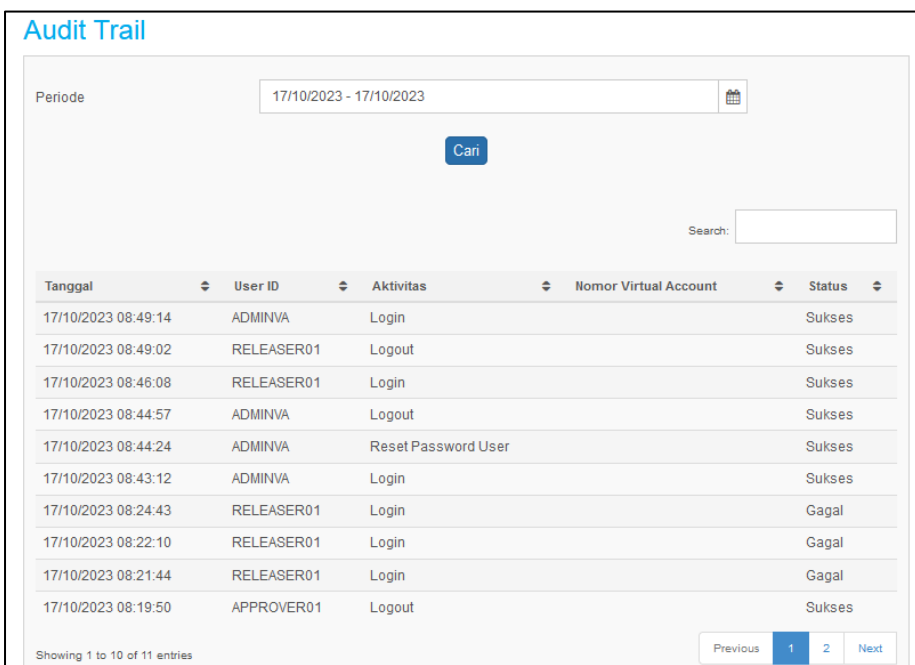 Audit Trail
Periode 17/10/2023 - 17/10/2023
Cari
Search:
Tanggal User ID Aktivitas Nomor Virtual Account Status
17/10/2023 08:49:14 ADMINVA Login Sukses
17/10/2023 08:49:02 RELEASER01 Logout Sukses
17/10/2023 08:46:08 RELEASER01 Login Sukses
17/10/2023 08:44:57 ADMINVA Logout Sukses
17/10/2023 08:44:24 ADMINVA Reset Password User Sukses
17/10/2023 08:43:12 ADMINVA Login Sukses
17/10/2023 08:24:43 RELEASER01 Login Gagal
17/10/2023 08:22:10 RELEASER01 Login Gagal
17/10/2023 08:21:44 RELEASER01 Login Gagal
17/10/2023 08:19:50 APPROVER01 Logout Sukses
Showing 1 to 10 of 11 entries Previous 1 2 Next